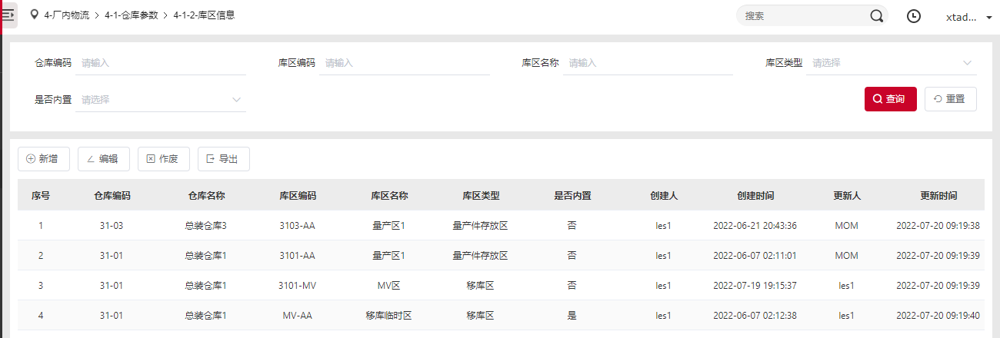 4-厂内物流 > 4-1-仓库参数 > 4-1-2-库区信息 搜索 xtad...
仓库编码 请输入 库区编码 请输入 库区名称 请输入 库区类型 请选择
是否内置 请选择 查询 重置
新增 编辑 作废 导出
序号 仓库编码 仓库名称 库区编码 库区名称 库区类型 是否内置 创建人 创建时间 更新人 更新时间
1 31-03 总装仓库3 3103-AA 量产区1 量产件存放区 否 les1 2022-06-21 20:43:36 MOM 2022-07-20 09:19:38
2 31-01 总装仓库1 3101-AA 量产区1 量产件存放区 否 les1 2022-06-07 02:11:01 MOM 2022-07-20 09:19:39
3 31-01 总装仓库1 3101-MV MV区 移库区 否 les1 2022-07-19 19:15:37 les1 2022-07-20 09:19:39
4 31-01 总装仓库1 MV-AA 移库临时区 移库区 是 les1 2022-06-07 02:12:38 les1 2022-07-20 09:19:40